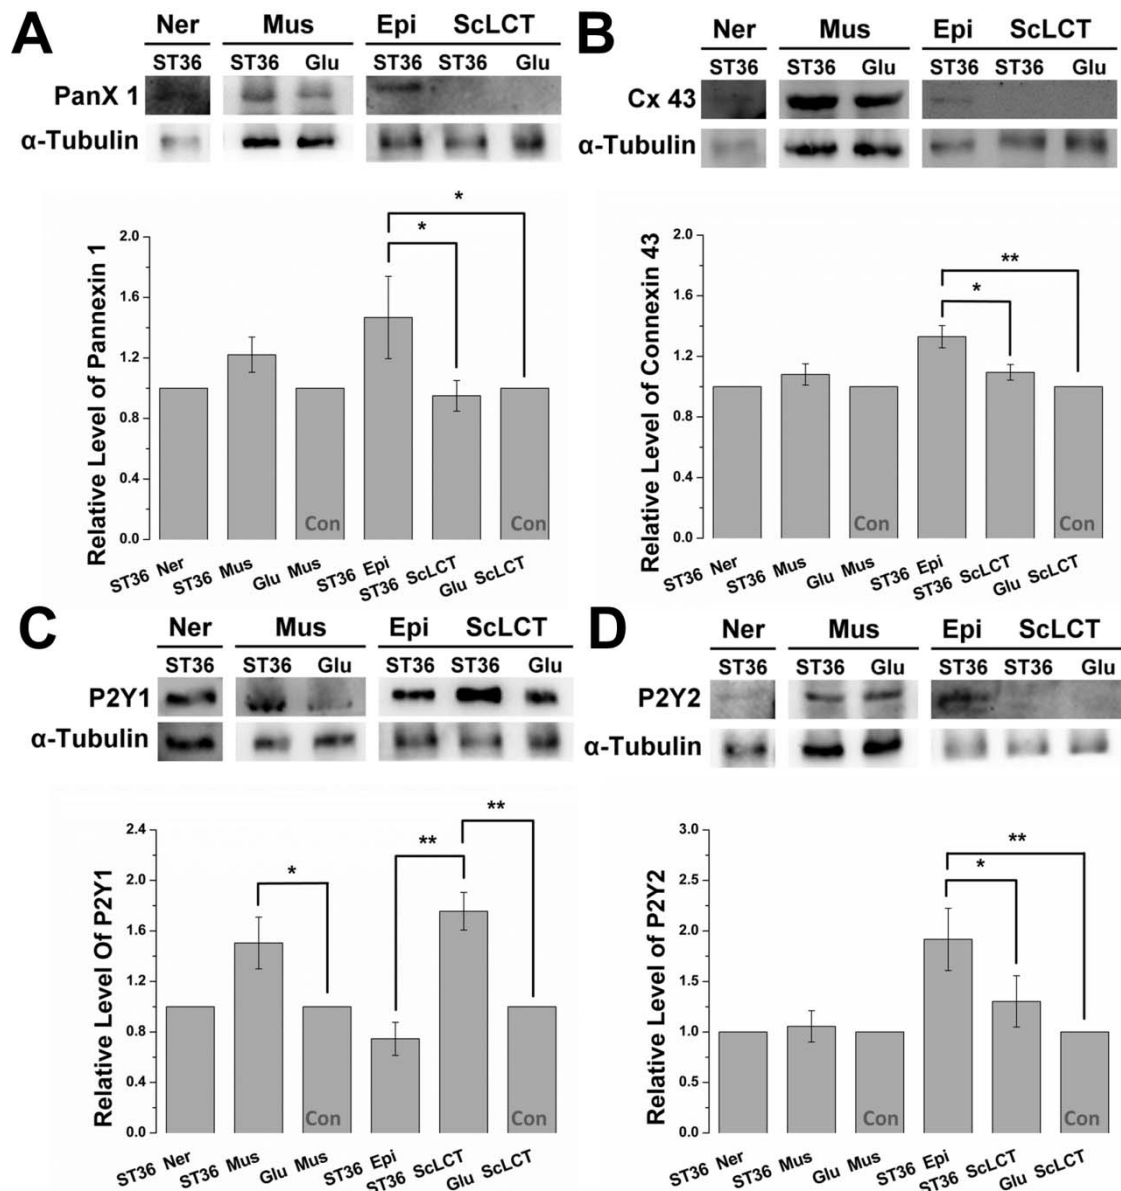 A
Ner Mus Epi ScLCT
ST36 ST36 Glu ST36 ST36 Glu
PanX 1
α-Tubulin
Relative Level of Pannexin 1
2.0
1.6
1.2
0.8
0.4
0.0
*
*
Con
Con
ST36 Ner
ST36 Mus
Glu Mus
ST36 Epi
ST36 ScLCT
Glu ScLCT
B
Ner Mus Epi ScLCT
ST36 ST36 Glu ST36 ST36 Glu
Cx 43
α-Tubulin
Relative Level of Connexin 43
2.0
1.6
1.2
0.8
0.4
0.0
**
*
Con
Con
ST36 Ner
ST36 Mus
Glu Mus
ST36 Epi
ST36 ScLCT
Glu ScLCT
C
Ner Mus Epi ScLCT
ST36 ST36 Glu ST36 ST36 Glu
P2Y1
α-Tubulin
Relative Level Of P2Y1
2.4
1.6
1.2
0.8
0.4
0.0
*
**
**
Con
Con
ST36 Ner
ST36 Mus
Glu Mus
ST36 Epi
ST36 ScLCT
Glu ScLCT
D
Ner Mus Epi ScLCT
ST36 ST36 Glu ST36 ST36 Glu
P2Y2
α-Tubulin
Relative Level of P2Y2
3.0
2.5
2.0
1.5
1.0
0.5
0.0
**
*
Con
Con
ST36 Ner
ST36 Mus
Glu Mus
ST36 Epi
ST36 ScLCT
Glu ScLCT